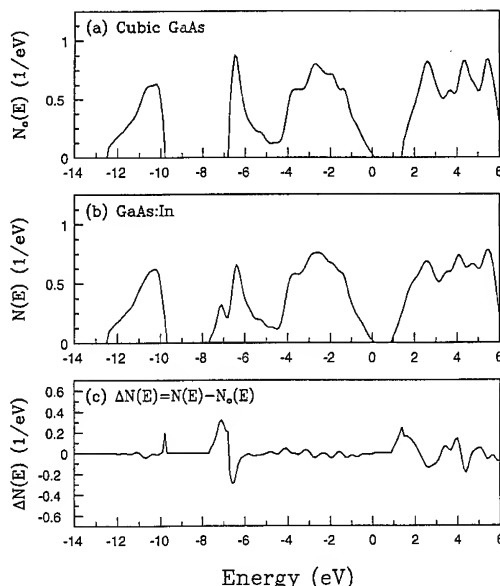 (a) Cubic GaAs
N₀(E) (1/eV)
1
0.5
0
-14 -12 -10 -8 -6 -4 -2 0 2 4 6
(b) GaAs:In
N(E) (1/eV)
1
0.5
0
-14 -12 -10 -8 -6 -4 -2 0 2 4 6
(c) ΔN(E)=N(E)-N₀(E)
ΔN(E) (1/eV)
0.6
0.4
0.2
0
-0.2
-0.4
-0.6
-14 -12 -10 -8 -6 -4 -2 0 2 4 6
Energy (eV)